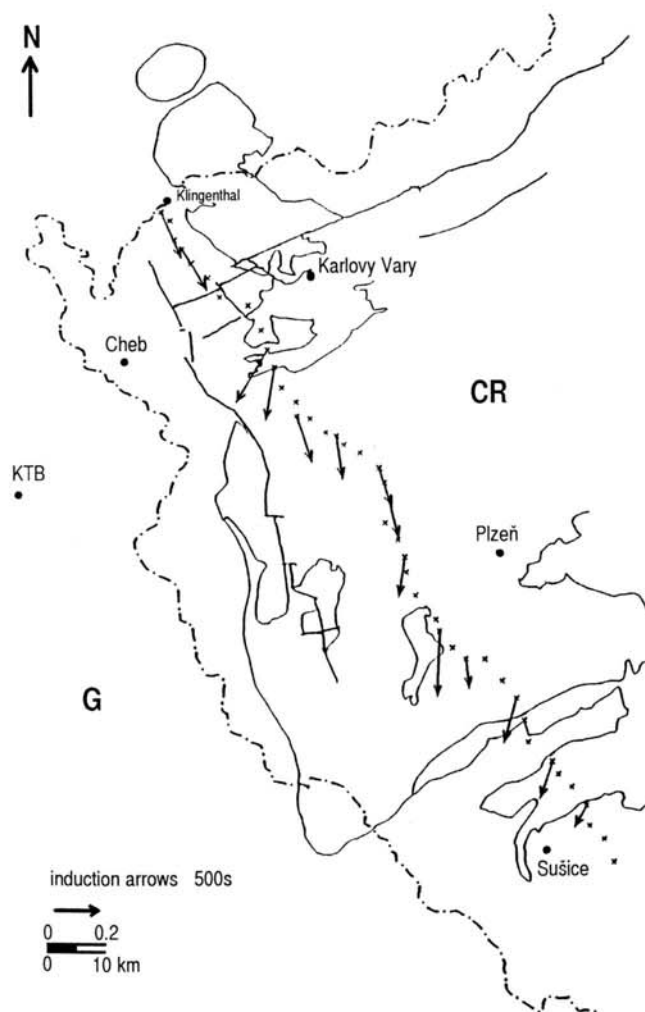 N
Klingenthal
Karlovy Vary
Cheb
CR
KTB
Plzeň
G
induction arrows 500s
0 0.2
0 10 km
Sušice